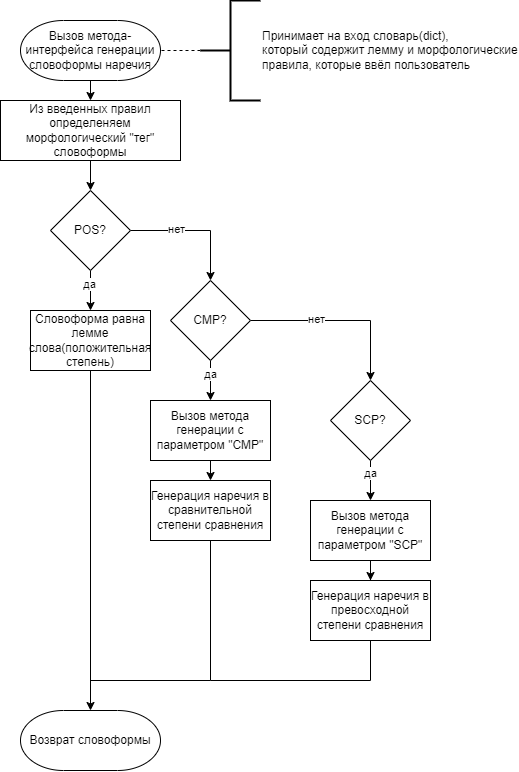 Вызов метода-
интерфейса генерации
словоформы наречия
Принимает на вход словарь(dict),
который содержит лемму и морфологические
правила, которые ввёл пользователь
Из введенных правил
определеняем
морфологический "тег"
словоформы
POS?
нет
да
Словоформа равна
лемме
слова(положительная
степень)
CMP?
нет
да
Вызов метода
генерации с
параметром "CMP"
Генерация наречия в
сравнительной
степени сравнения
SCP?
да
Вызов метода
генерации с
параметром "SCP"
Генерация наречия в
превосходной
степени сравнения
Возврат словоформы